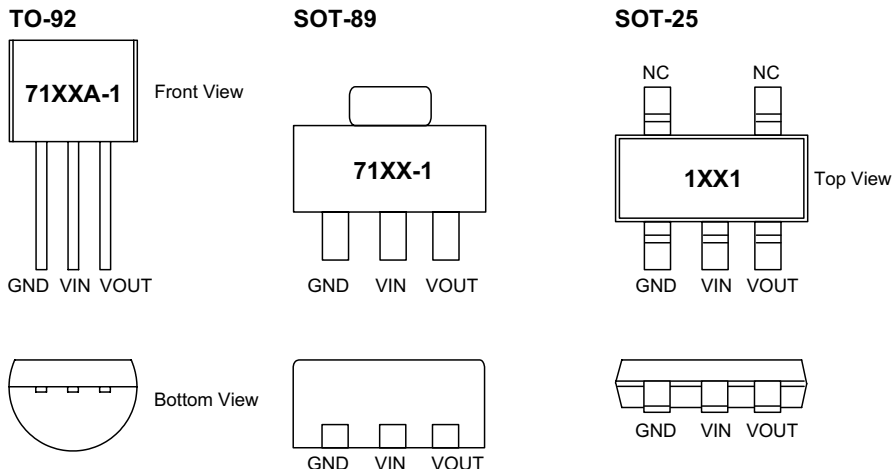 TO-92 SOT-89 SOT-25
NC NC
71XXA-1 Front View
71XX-1
1XX1 Top View
GND VIN VOUT GND VIN VOUT GND VIN VOUT
Bottom View
GND VIN VOUT
GND VIN VOUT